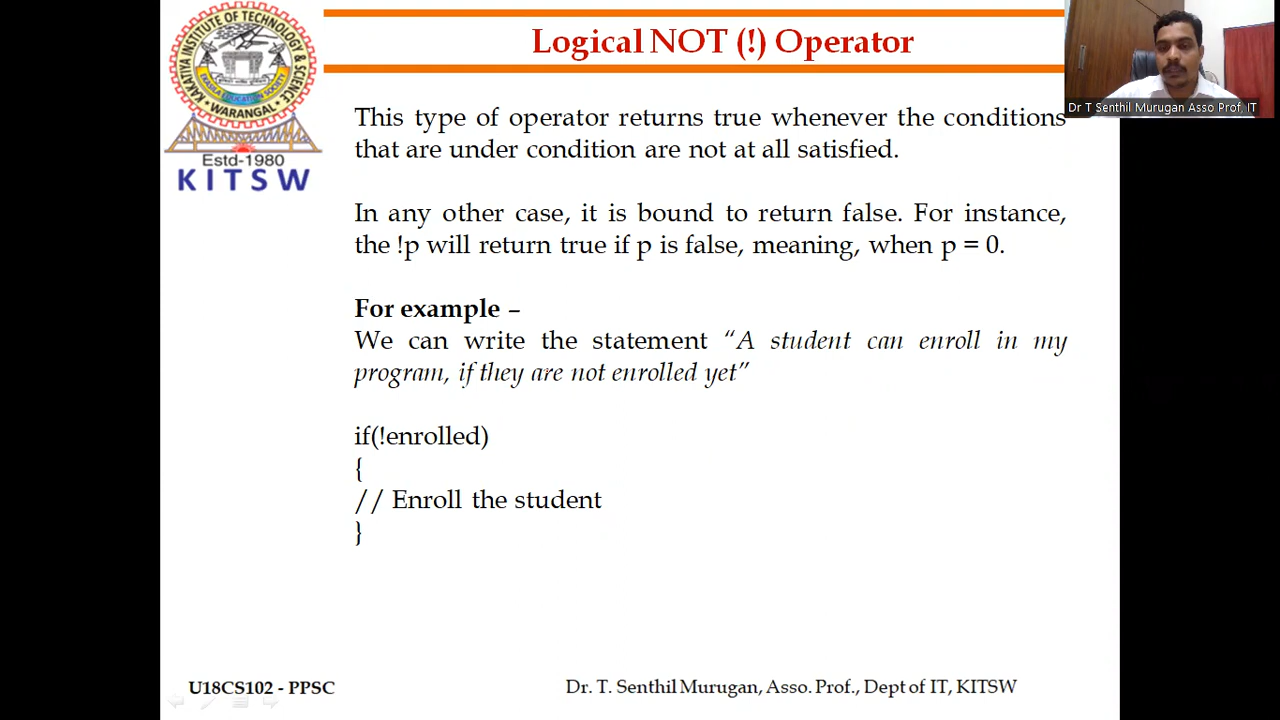 KAKATIYA INSTITUTE OF TECHNOLOGY & SCIENCE
EKASILA EDUCATION SOCIETY
WARANGAL
Estd-1980
KITSW
Logical NOT (!) Operator
Dr T Senthil Murugan Asso Prof, IT
This type of operator returns true whenever the conditions
that are under condition are not at all satisfied.
In any other case, it is bound to return false. For instance,
the !p will return true if p is false, meaning, when p = 0.
For example –
We can write the statement “A student can enroll in my
program, if they are not enrolled yet”
if(!enrolled)
{
// Enroll the student
}
U18CS102 - PPSC
Dr. T. Senthil Murugan, Asso. Prof., Dept of IT, KITSW